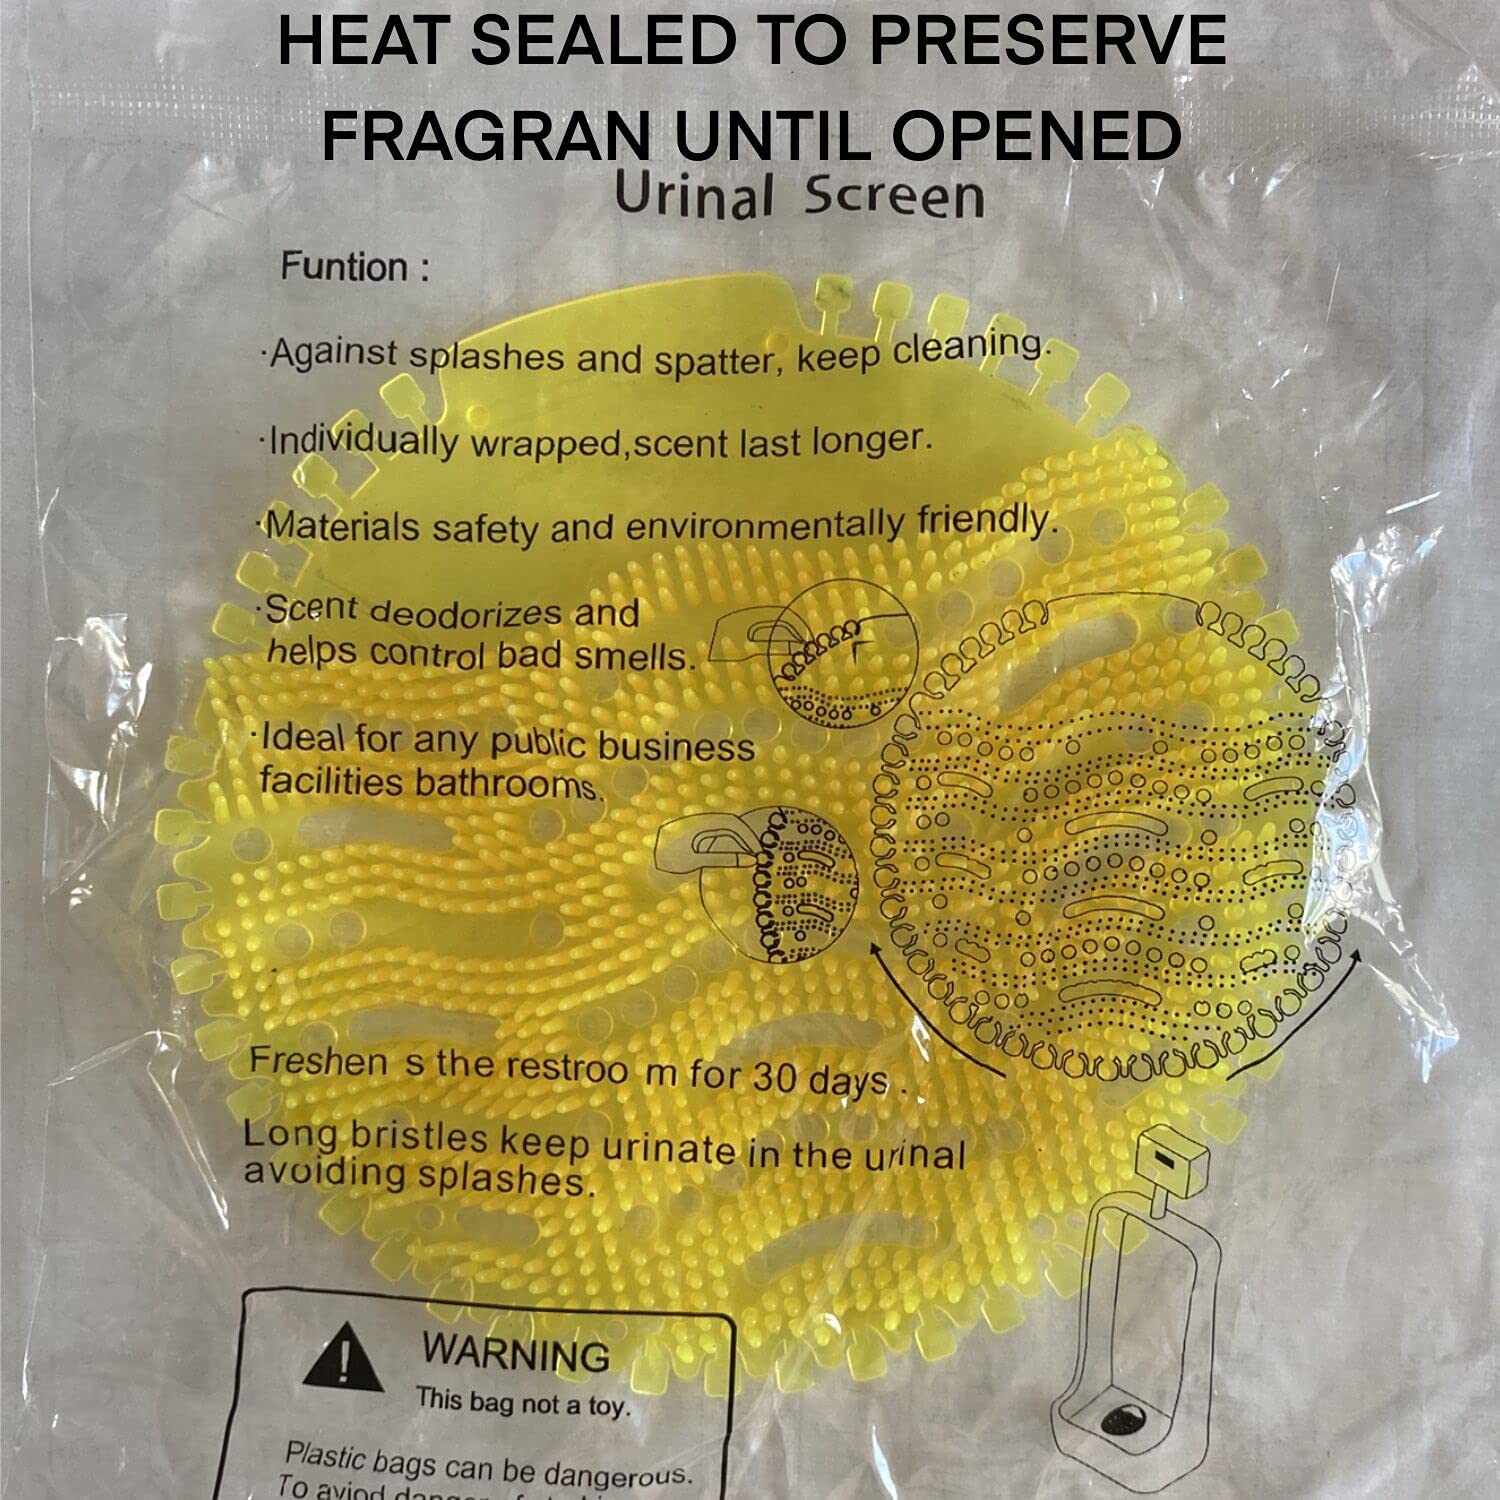 HEAT SEALED TO PRESERVE
FRAGRAN UNTIL OPENED
Urinal Screen
Funtion :
·Against splashes and spatter, keep cleaning.
·Individually wrapped,scent last longer.
·Materials safety and environmentally friendly.
·Scent deodorizes and
helps control bad smells.
·Ideal for any public business
facilities bathrooms.
Freshen s the restroo m for 30 days .
Long bristles keep urinate in the urinal
avoiding splashes.
WARNING
This bag not a toy.
Plastic bags can be dangerous.
To aviod